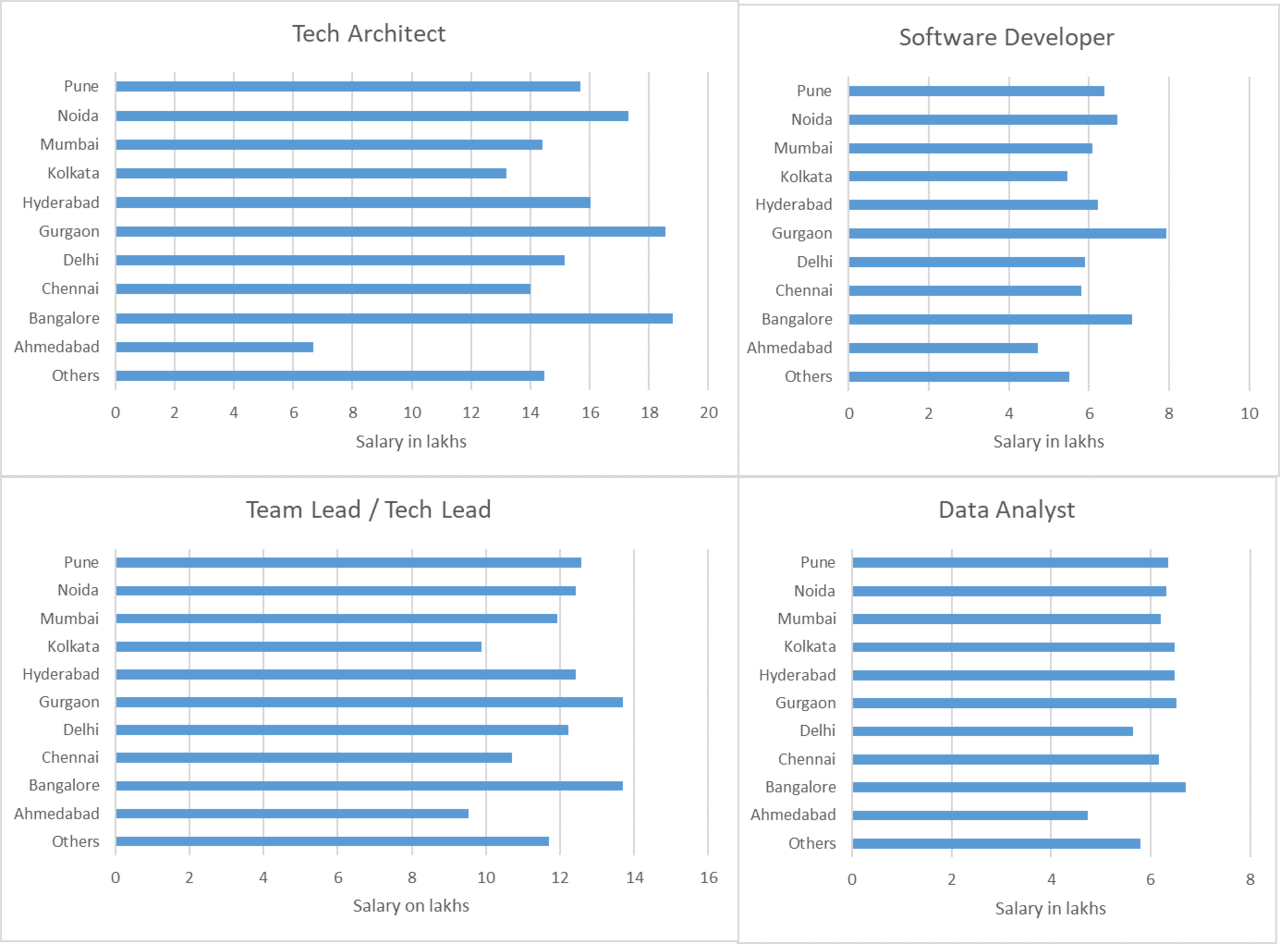 Tech Architect
Pune
Noida
Mumbai
Kolkata
Hyderabad
Gurgaon
Delhi
Chennai
Bangalore
Ahmedabad
Others
0 2 4 6 8 10 12 14 16 18 20
Salary in lakhs
Software Developer
Pune
Noida
Mumbai
Kolkata
Hyderabad
Gurgaon
Delhi
Chennai
Bangalore
Ahmedabad
Others
0 2 4 6 8 10
Salary in lakhs
Team Lead / Tech Lead
Pune
Noida
Mumbai
Kolkata
Hyderabad
Gurgaon
Delhi
Chennai
Bangalore
Ahmedabad
Others
0 2 4 6 8 10 12 14 16
Salary on lakhs
Data Analyst
Pune
Noida
Mumbai
Kolkata
Hyderabad
Gurgaon
Delhi
Chennai
Bangalore
Ahmedabad
Others
0 2 4 6 8
Salary in lakhs